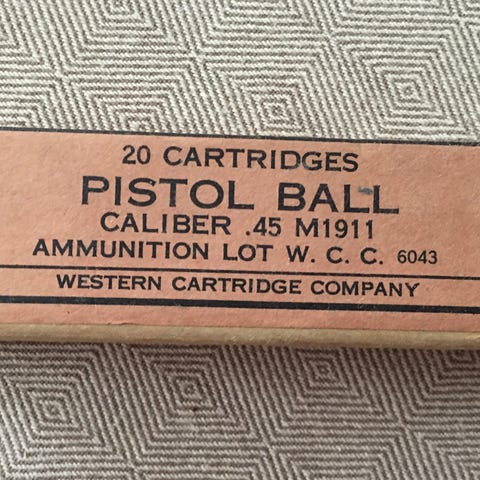 20 CARTRIDGES
PISTOL BALL
CALIBER .45 M1911
AMMUNITION LOT W. C. C. 6043
WESTERN CARTRIDGE COMPANY